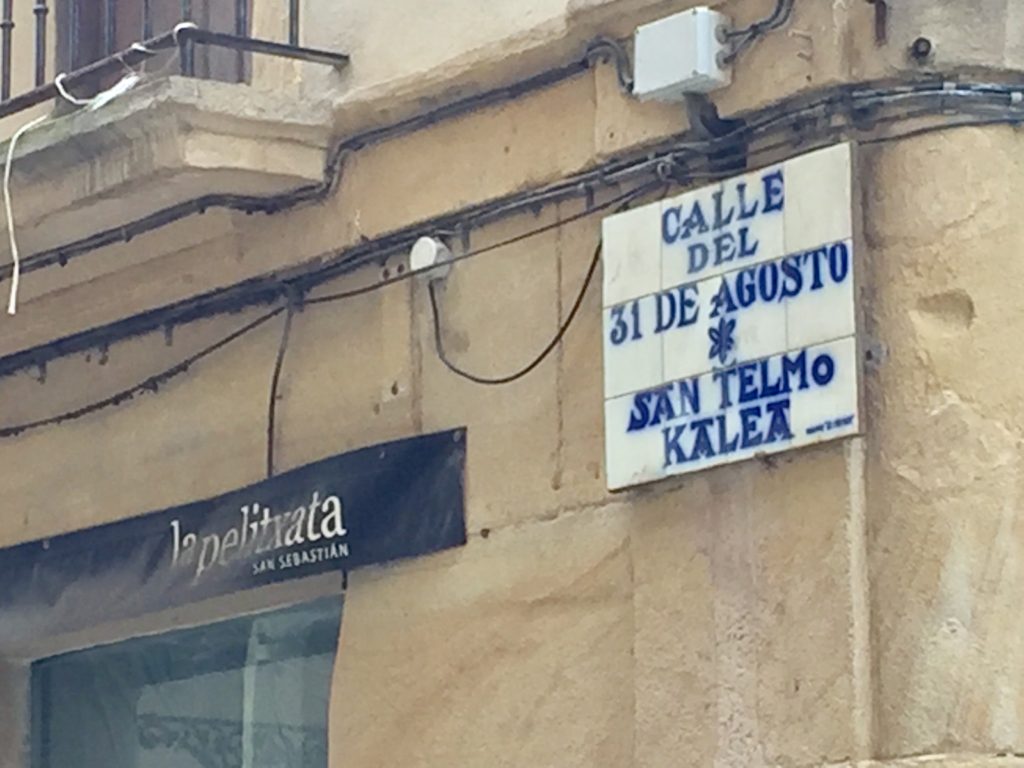 CALLE
DEL
31 DE AGOSTO
SAN TELMO
KALEA
lapelitxata
SAN SEBASTIÁN